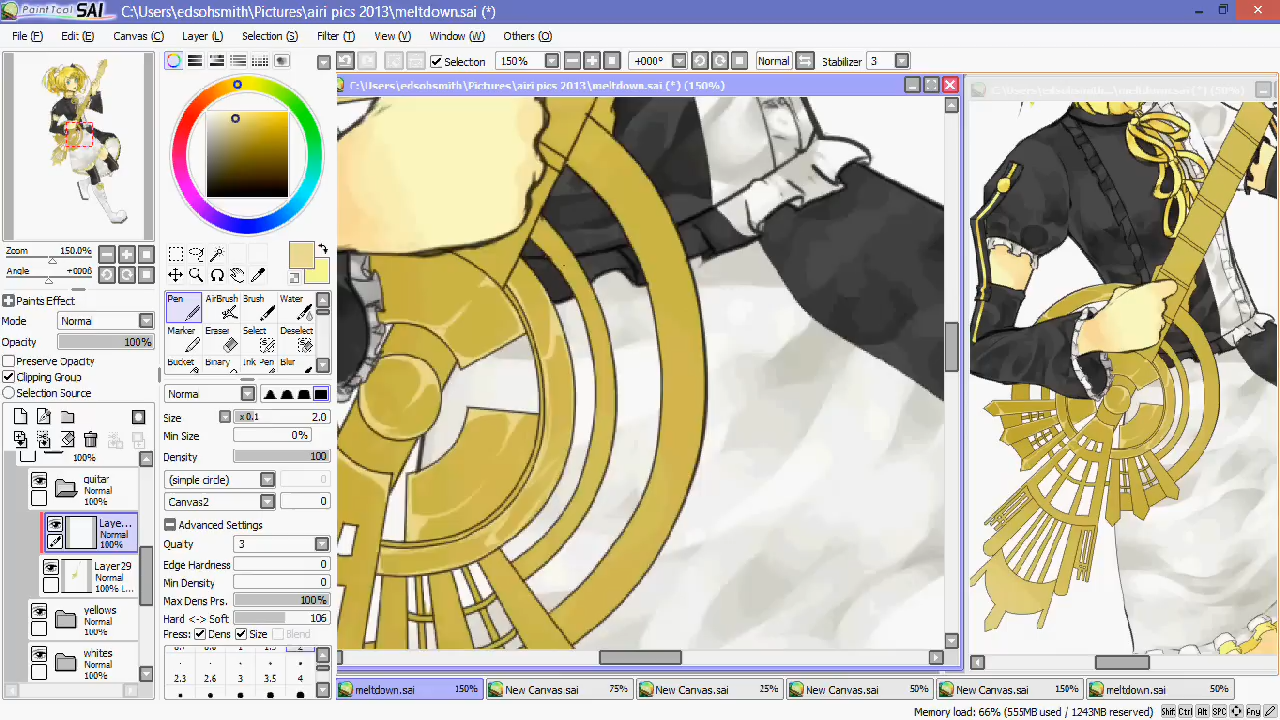 PaintTool SAI C:\Users\edsohsmith\Pictures\airi pics 2013\meltdown.sai (*)
File (F) Edit (E) Canvas (C) Layer (L) Selection (S) Filter (T) View (V) Window (W) Others (O)
Selection 150% +000° Normal Stabilizer 3
C:\Users\edsohsmith\Pictures\airi pics 2013\meltdown.sai (*) (150%)
Zoom 150.0%
Angle +0006
Paints Effect
Mode Normal
Opacity 100%
Preserve Opacity
Clipping Group
Selection Source
100%
guitar
Normal
100%
Laye...
Normal
100%
Layer29
Normal
100% L...
yellows
Normal
100%
whites
Normal
100%
Pen AirBrush Brush Water
Marker Eraser Select Deselect
Bucket Binary Ink Pen Blur
Normal
Size x 0.1 2.0
Min Size 0%
Density 100
(simple circle) 0
Canvas2 0
Advanced Settings
Quality 3
Edge Hardness 0
Min Density 0
Max Dens Prs. 100%
Hard <-> Soft 106
Press: Dens Size Blend
2.3 2.6 3 3.5 4
meltdown.sai 150% New Canvas.sai 75% New Canvas.sai 25% New Canvas.sai 50% New Canvas.sai 150% meltdown.sai 50%
Memory load: 66% (555MB used / 1243MB reserved) Shift Ctrl Alt SPC Any